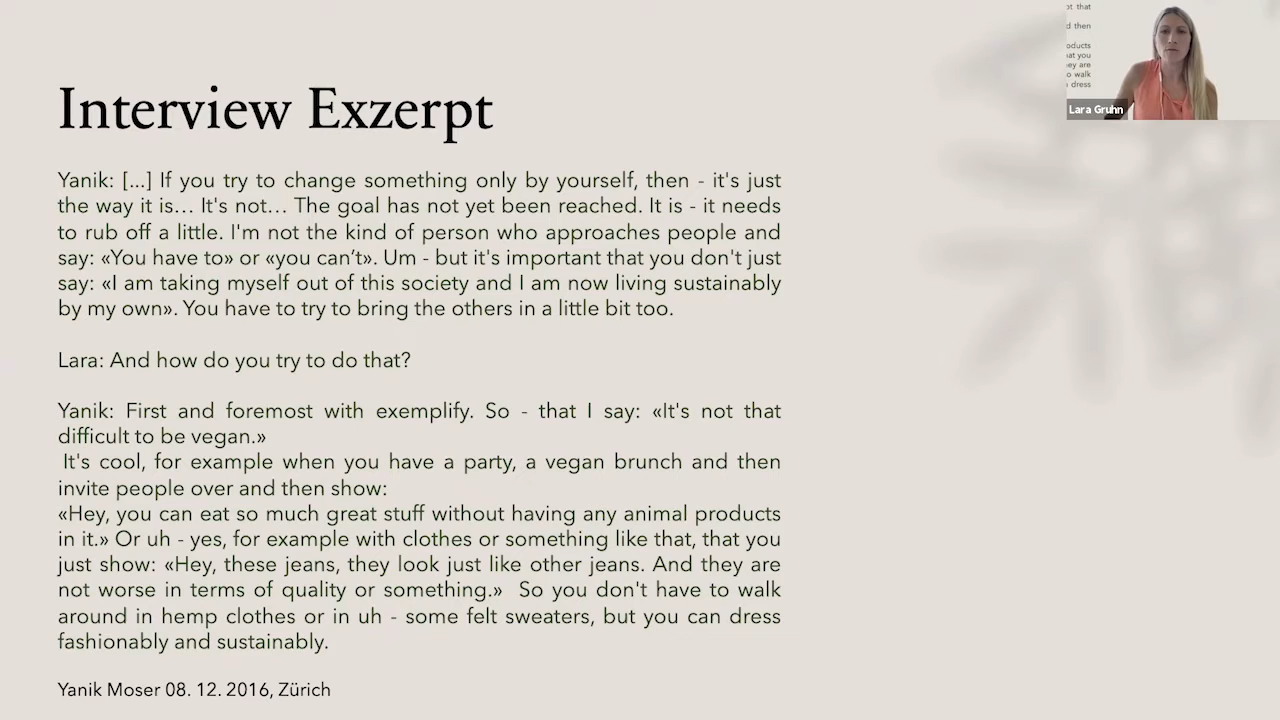 Interview Exzerpt
Yanik: [...] If you try to change something only by yourself, then - it's just
the way it is... It's not... The goal has not yet been reached. It is - it needs
to rub off a little. I'm not the kind of person who approaches people and
say: «You have to» or «you can’t». Um - but it's important that you don't just
say: «I am taking myself out of this society and I am now living sustainably
by my own». You have to try to bring the others in a little bit too.
Lara: And how do you try to do that?
Yanik: First and foremost with exemplify. So - that I say: «It's not that
difficult to be vegan.»
It's cool, for example when you have a party, a vegan brunch and then
invite people over and then show:
«Hey, you can eat so much great stuff without having any animal products
in it.» Or uh - yes, for example with clothes or something like that, that you
just show: «Hey, these jeans, they look just like other jeans. And they are
not worse in terms of quality or something.» So you don't have to walk
around in hemp clothes or in uh - some felt sweaters, but you can dress
fashionably and sustainably.
Yanik Moser 08. 12. 2016, Zürich
that
then
oducts
you
are
walk
dress
Lara Gruhn